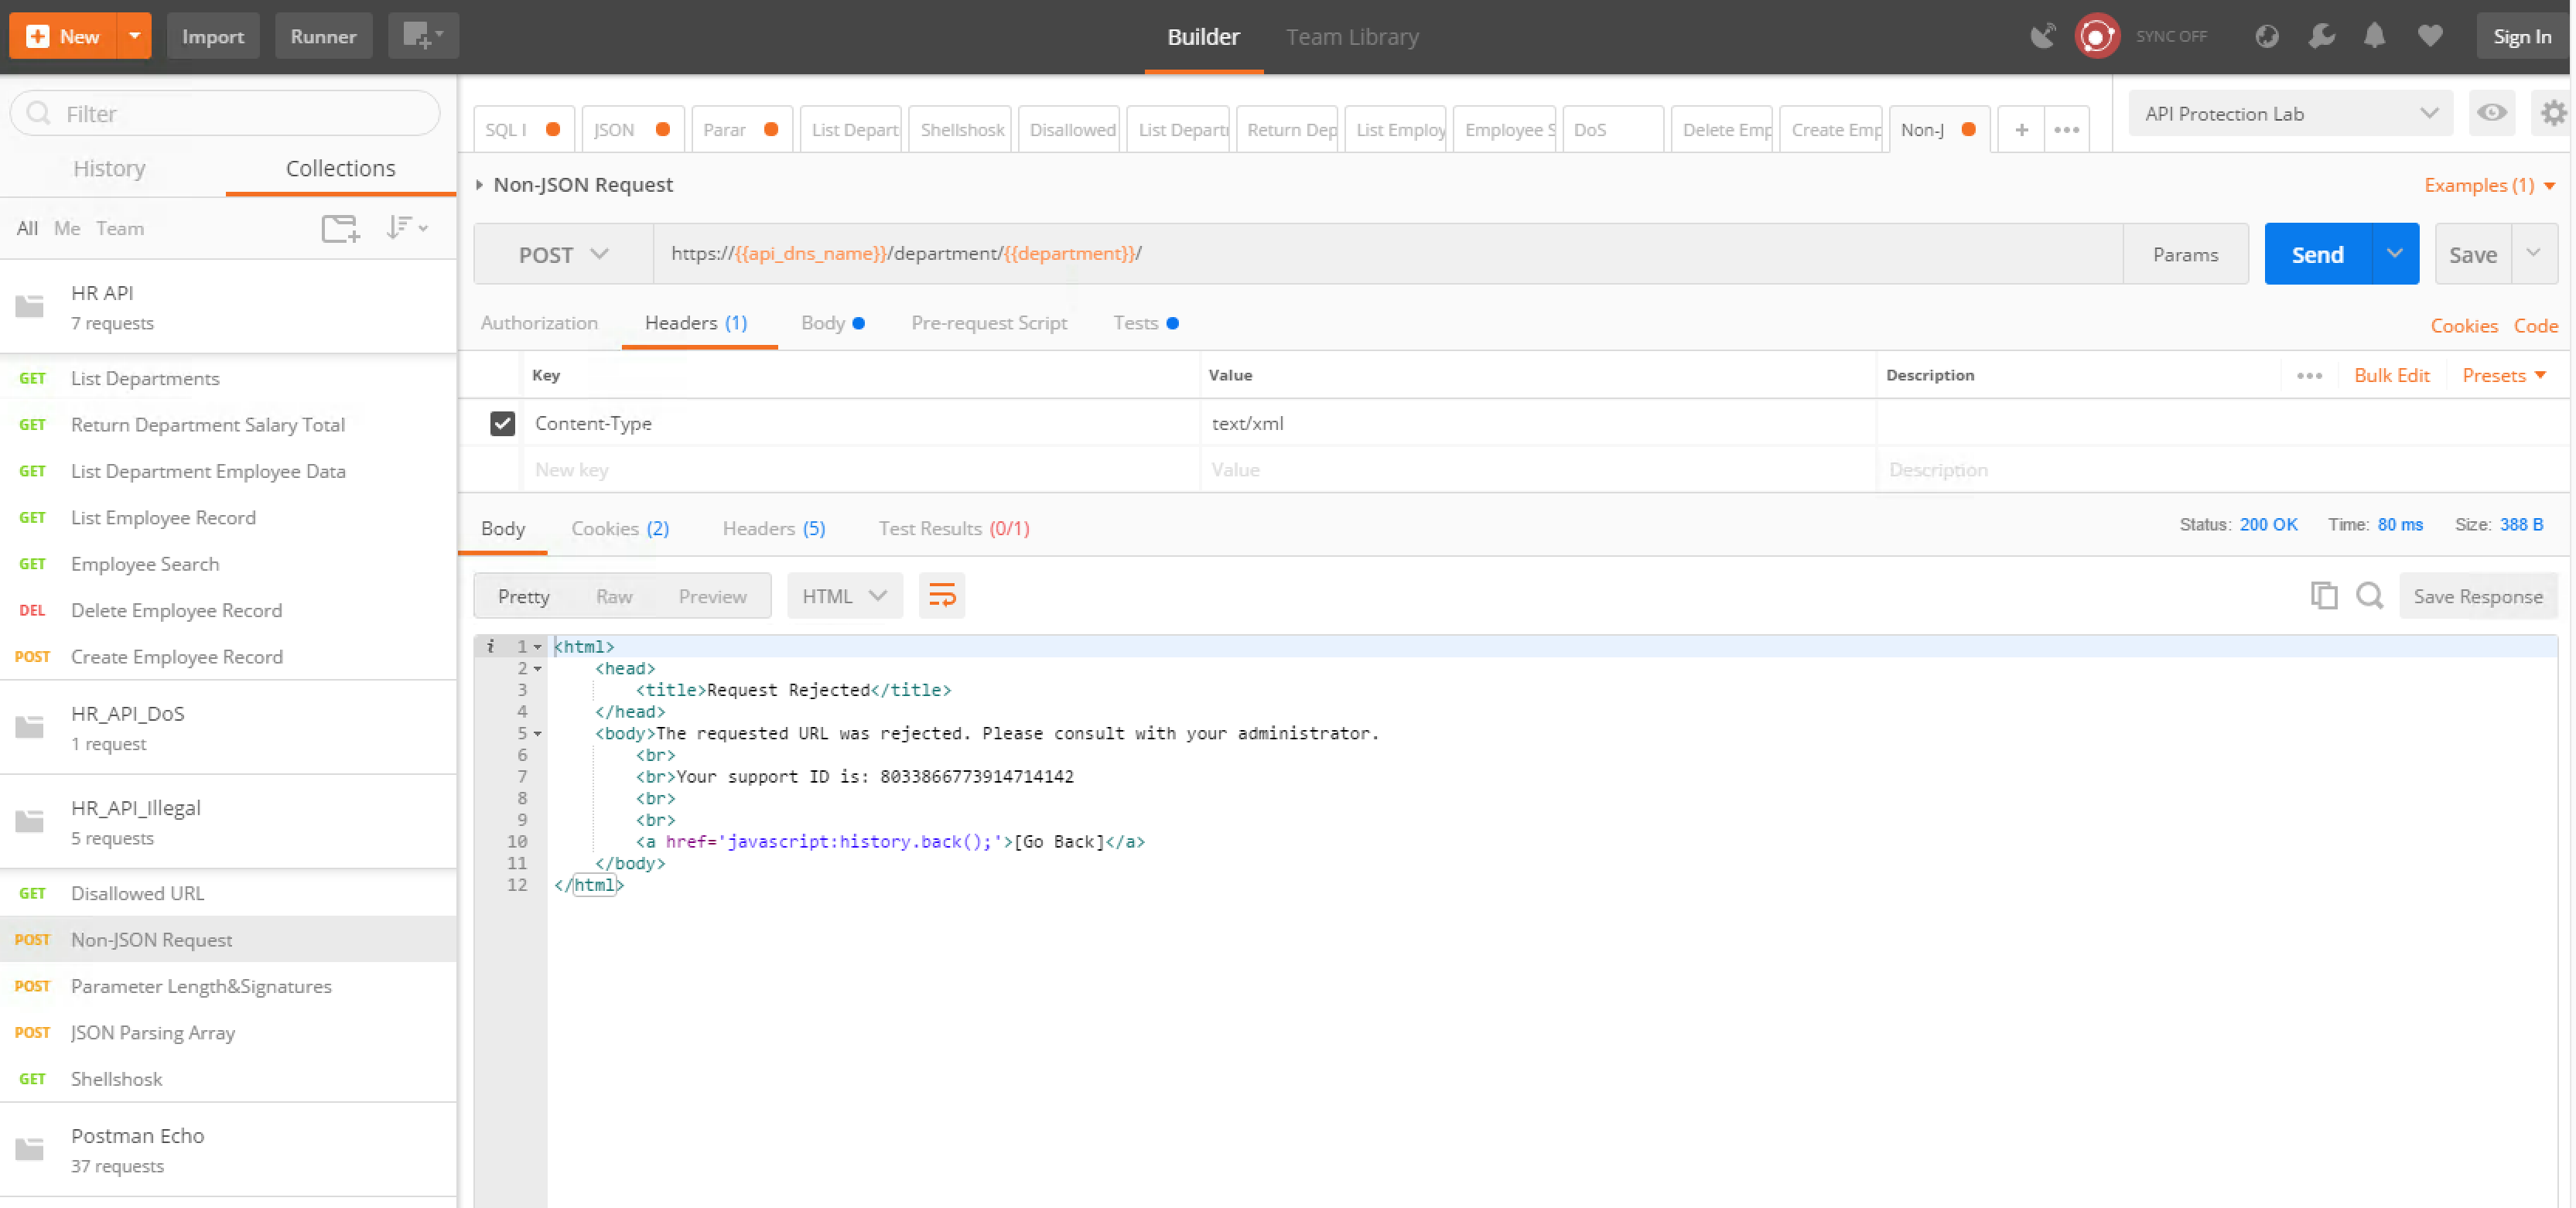 New
Import
Runner
Builder
Team Library
SYNC OFF
Sign In
Filter
History
Collections
All Me Team
HR API
7 requests
GET List Departments
GET Return Department Salary Total
GET List Department Employee Data
GET List Employee Record
GET Employee Search
DEL Delete Employee Record
POST Create Employee Record
HR_API_DoS
1 request
HR_API_Illegal
5 requests
GET Disallowed URL
POST Non-JSON Request
POST Parameter Length&Signatures
POST JSON Parsing Array
GET Shellshosk
Postman Echo
37 requests
SQL I
JSON
Parar
List Depart
Shellshosk
Disallowed
List Depart
Return Dep
List Employ
Employee S
DoS
Delete Emp
Create Emp
Non-J
+
•••
API Protection Lab
Non-JSON Request
Examples (1)
POST
https://{{api_dns_name}}/department/{{department}}/
Params
Send
Save
Authorization
Headers (1)
Body
Pre-request Script
Tests
Cookies Code
Key Value Description
••• Bulk Edit Presets
Content-Type text/xml
New key Value Description
Body
Cookies (2)
Headers (5)
Test Results (0/1)
Status: 200 OK Time: 80 ms Size: 388 B
Pretty Raw Preview
HTML
Save Response
i 1 <html>
2 <head>
3 <title>Request Rejected</title>
4 </head>
5 <body>The requested URL was rejected. Please consult with your administrator.
6 <br>
7 <br>Your support ID is: 8033866773914714142
8 <br>
9 <br>
10 <a href='javascript:history.back();'>[Go Back]</a>
11 </body>
12 </html>